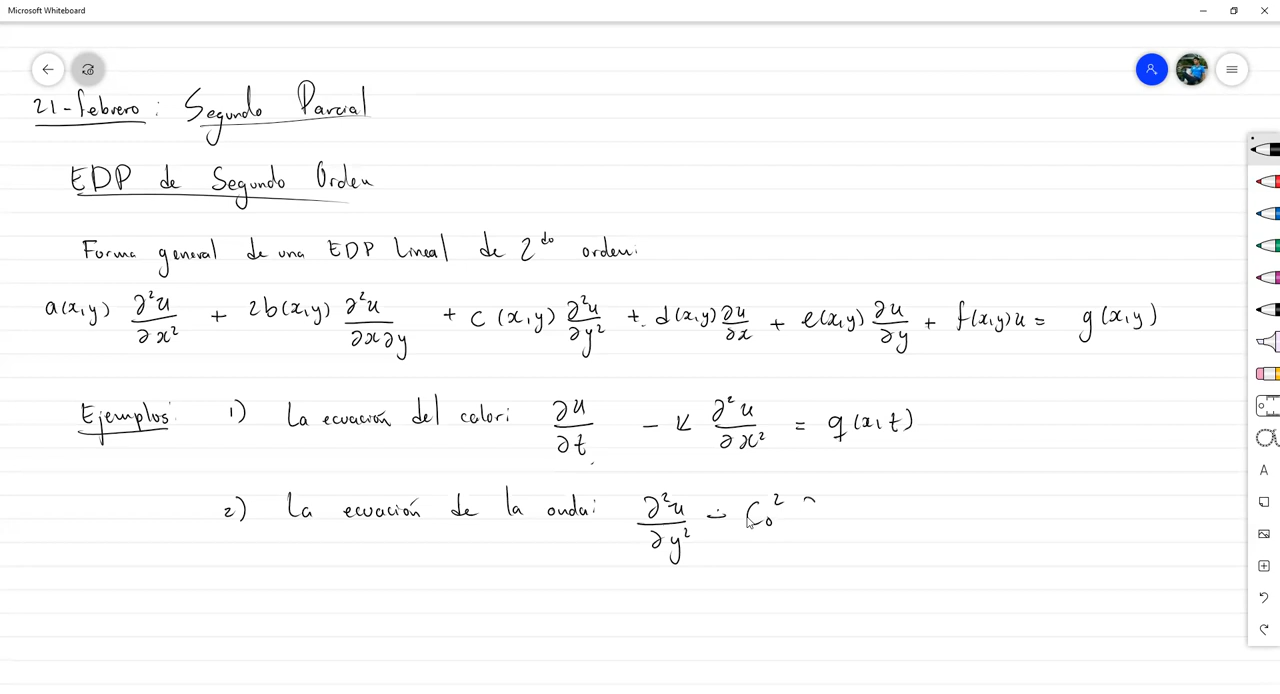 Microsoft Whiteboard
21-febrero: Segundo Parcial
EDP de Segundo Orden
Forma general de una EDP lineal de 2do orden:
a(x,y) ∂²u/∂x² + 2b(x,y) ∂²u/∂x∂y + c(x,y) ∂²u/∂y² + d(x,y) ∂u/∂x + e(x,y) ∂u/∂y + f(x,y)u = g(x,y)
Ejemplos: 1) La ecuación del calor: ∂u/∂t - K ∂²u/∂x² = q(x,t)
2) La ecuación de la onda: ∂²u/∂y² - C₀²
A